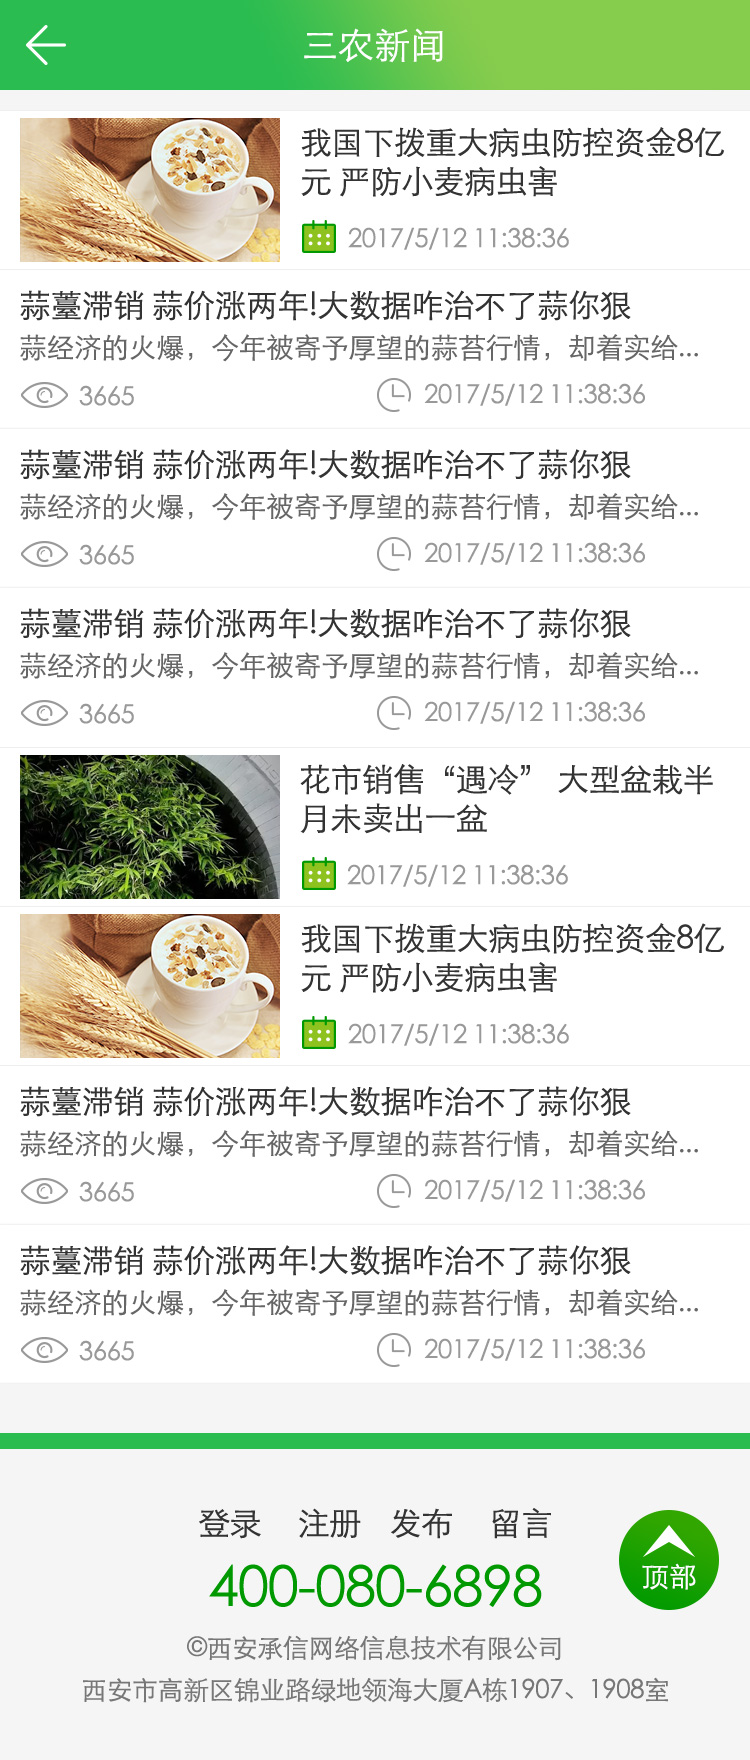 三农新闻
我国下拨重大病虫防控资金8亿
元 严防小麦病虫害
2017/5/12 11:38:36
蒜薹滞销 蒜价涨两年!大数据咋治不了蒜你狠
蒜经济的火爆，今年被寄予厚望的蒜苔行情，却着实给...
3665 2017/5/12 11:38:36
蒜薹滞销 蒜价涨两年!大数据咋治不了蒜你狠
蒜经济的火爆，今年被寄予厚望的蒜苔行情，却着实给...
3665 2017/5/12 11:38:36
蒜薹滞销 蒜价涨两年!大数据咋治不了蒜你狠
蒜经济的火爆，今年被寄予厚望的蒜苔行情，却着实给...
3665 2017/5/12 11:38:36
花市销售“遇冷” 大型盆栽半
月未卖出一盆
2017/5/12 11:38:36
我国下拨重大病虫防控资金8亿
元 严防小麦病虫害
2017/5/12 11:38:36
蒜薹滞销 蒜价涨两年!大数据咋治不了蒜你狠
蒜经济的火爆，今年被寄予厚望的蒜苔行情，却着实给...
3665 2017/5/12 11:38:36
蒜薹滞销 蒜价涨两年!大数据咋治不了蒜你狠
蒜经济的火爆，今年被寄予厚望的蒜苔行情，却着实给...
3665 2017/5/12 11:38:36
登录 注册 发布 留言
400-080-6898
顶部
©西安承信网络信息技术有限公司
西安市高新区锦业路绿地领海大厦A栋1907、1908室